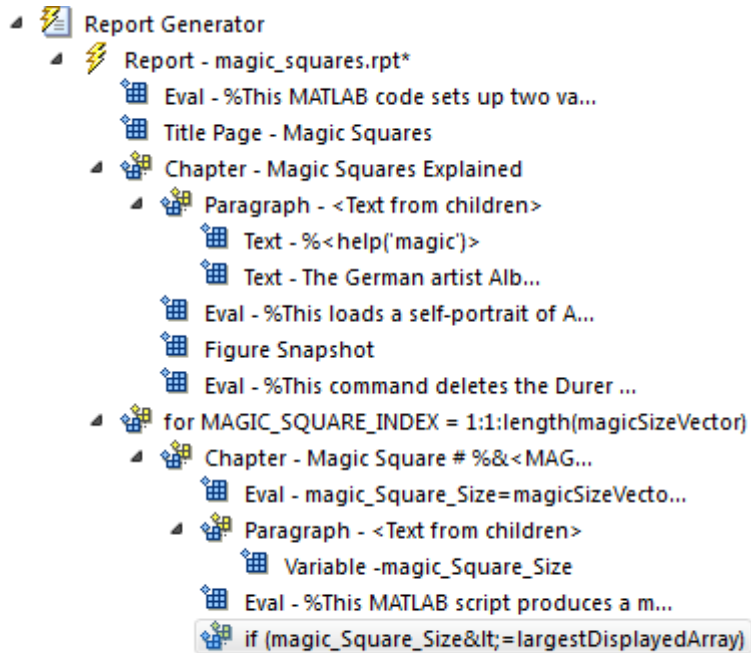 Report Generator
Report - magic_squares.rpt*
Eval - %This MATLAB code sets up two va...
Title Page - Magic Squares
Chapter - Magic Squares Explained
Paragraph - <Text from children>
Text - %<help('magic')>
Text - The German artist Alb...
Eval - %This loads a self-portrait of A...
Figure Snapshot
Eval - %This command deletes the Durer ...
for MAGIC_SQUARE_INDEX = 1:1:length(magicSizeVector)
Chapter - Magic Square # %&<MAG...
Eval - magic_Square_Size=magicSizeVecto...
Paragraph - <Text from children>
Variable -magic_Square_Size
Eval - %This MATLAB script produces a m...
if (magic_Square_Size&lt;=largestDisplayedArray)